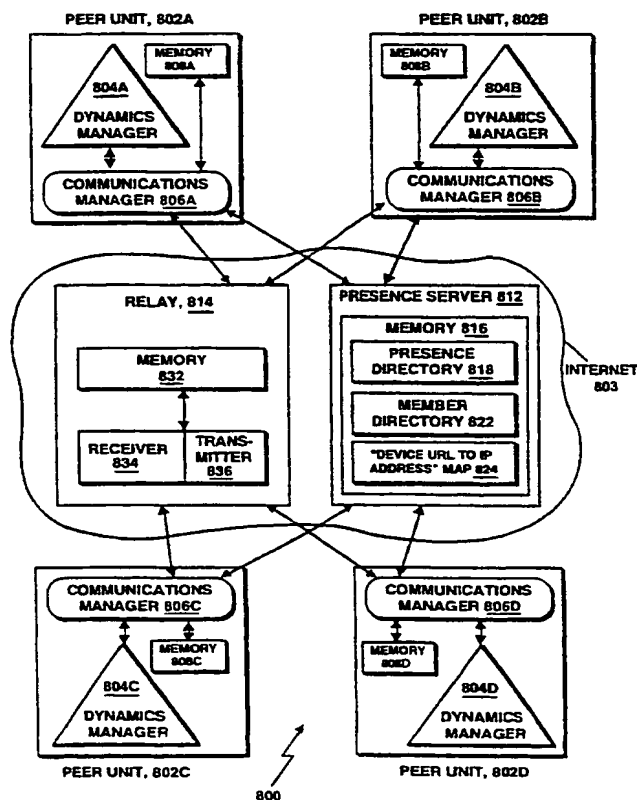 PEER UNIT, 802A
PEER UNIT, 802B
804A
DYNAMICS
MANAGER
MEMORY
808A
COMMUNICATIONS
MANAGER 806A
MEMORY
808B
804B
DYNAMICS
MANAGER
COMMUNICATIONS
MANAGER 806B
RELAY, 814
MEMORY
832
RECEIVER
834
TRANS-
MITTER
836
PRESENCE SERVER 812
MEMORY 816
PRESENCE
DIRECTORY 818
MEMBER
DIRECTORY 822
"DEVICE URL TO IP
ADDRESS" MAP 824
INTERNET
803
COMMUNICATIONS
MANAGER 806C
MEMORY
808C
804C
DYNAMICS
MANAGER
COMMUNICATIONS
MANAGER 806D
MEMORY
808D
804D
DYNAMICS
MANAGER
PEER UNIT, 802C
PEER UNIT, 802D
800